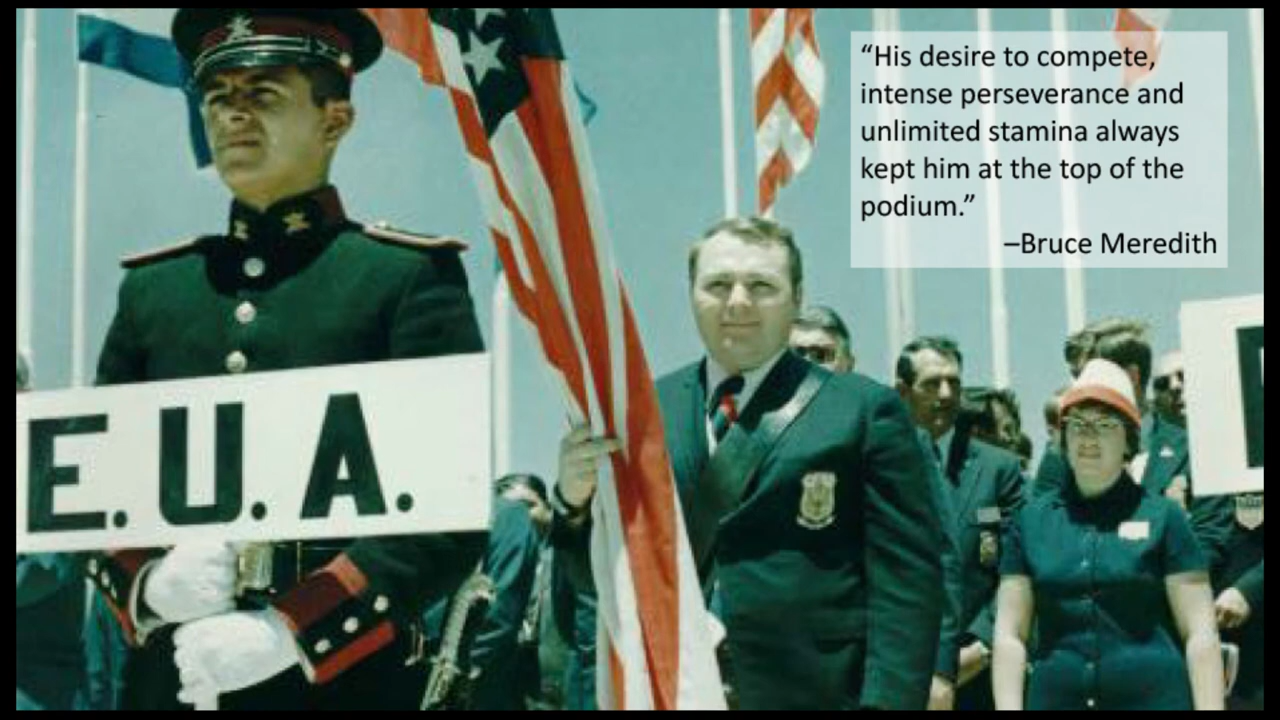 “His desire to compete,
intense perseverance and
unlimited stamina always
kept him at the top of the
podium.”
–Bruce Meredith
E.U.A.